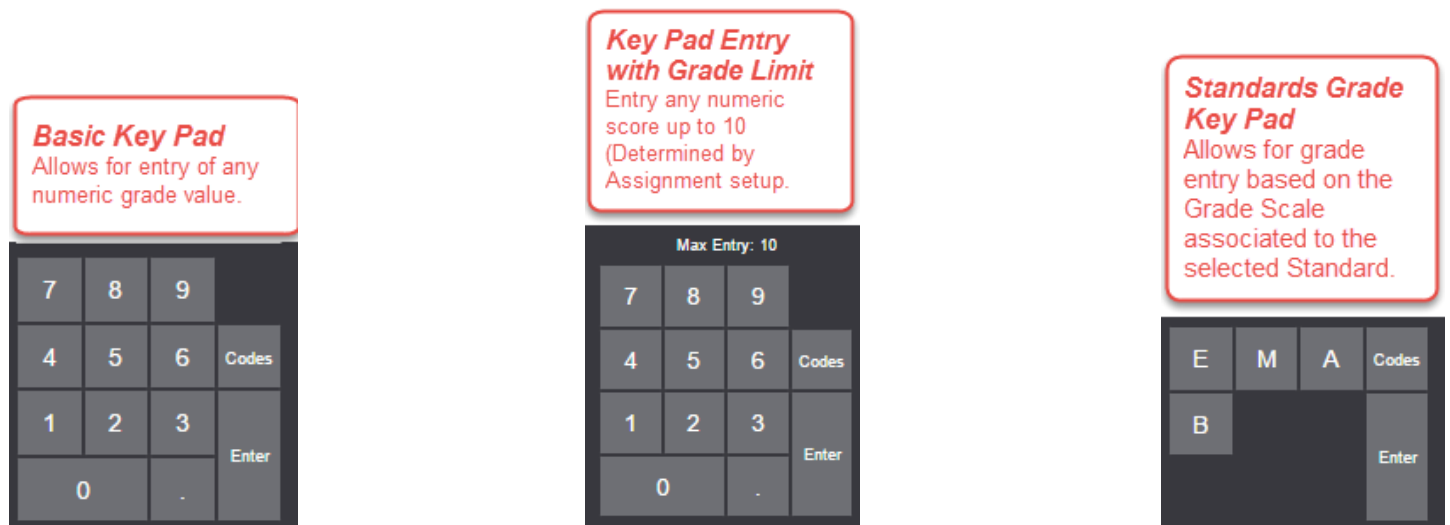 Basic Key Pad
Allows for entry of any
numeric grade value.
7 8 9
4 5 6 Codes
1 2 3
Enter
0 .
Key Pad Entry
with Grade Limit
Entry any numeric
score up to 10
(Determined by
Assignment setup.
Max Entry: 10
7 8 9
4 5 6 Codes
1 2 3
Enter
0 .
Standards Grade
Key Pad
Allows for grade
entry based on the
Grade Scale
associated to the
selected Standard.
E M A Codes
B
Enter